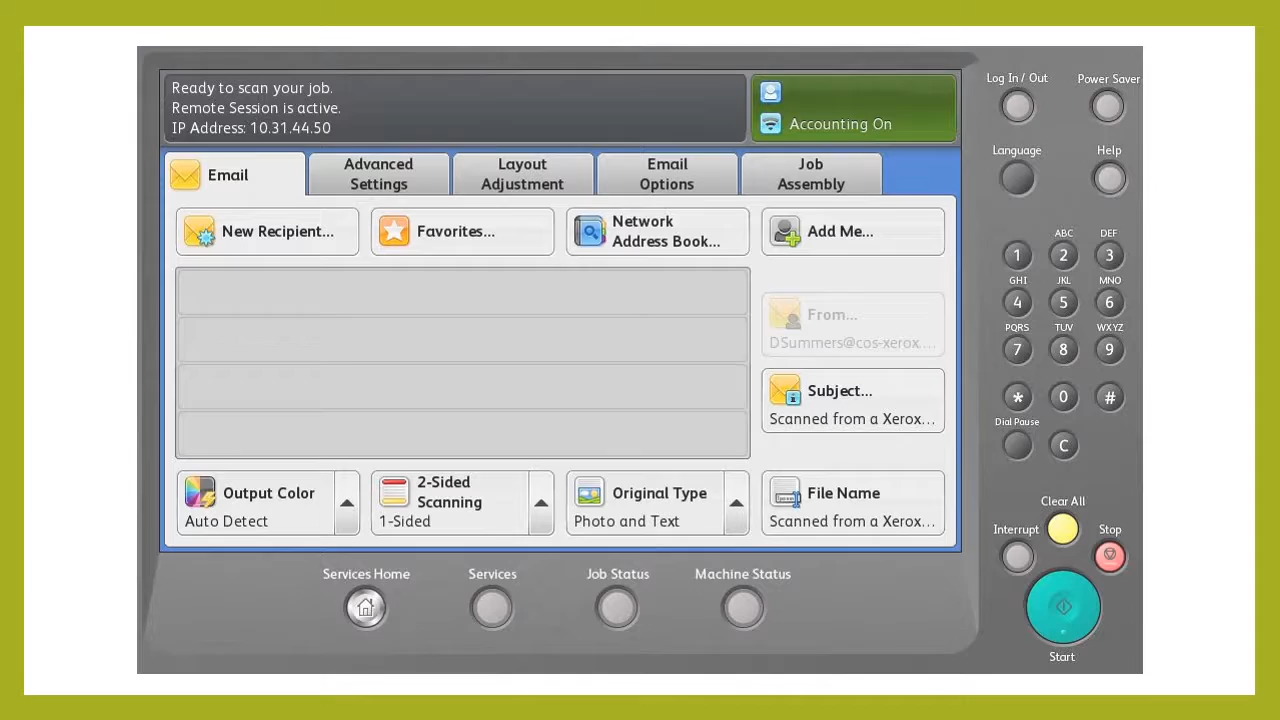 Ready to scan your job.
Remote Session is active.
IP Address: 10.31.44.50
Accounting On
Log In / Out
Power Saver
Language
Help
Email
Advanced
Settings
Layout
Adjustment
Email
Options
Job
Assembly
New Recipient...
Favorites...
Network
Address Book...
Add Me...
From...
DSummers@cos-xerox....
Subject...
Scanned from a Xerox...
Output Color
Auto Detect
2-Sided
Scanning
1-Sided
Original Type
Photo and Text
File Name
Scanned from a Xerox...
ABC DEF
1 2 3
GHI JKL MNO
4 5 6
PQRS TUV WXYZ
7 8 9
* 0 #
Dial Pause
C
Clear All
Interrupt
Stop
Start
Services Home
Services
Job Status
Machine Status